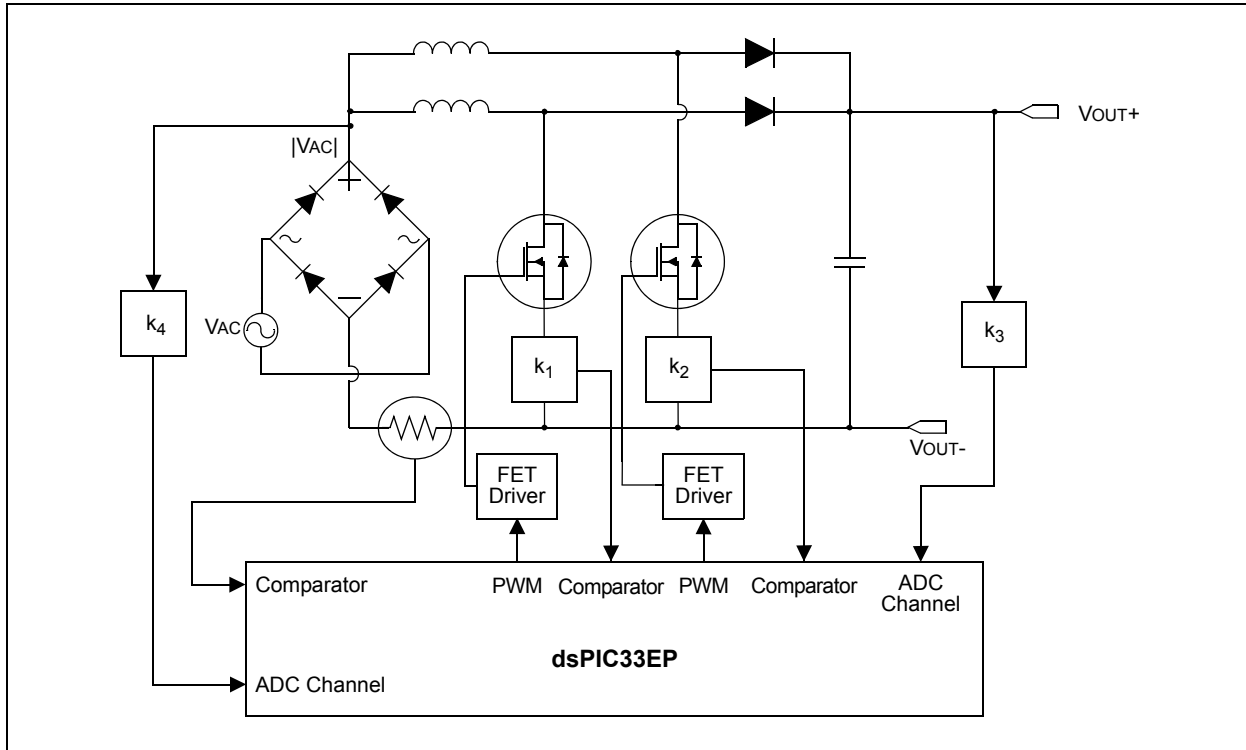 VOUT+
|VAC|
k4
VAC
k1
k2
k3
VOUT-
FET
Driver
FET
Driver
Comparator
PWM
Comparator
PWM
Comparator
ADC
Channel
dsPIC33EP
ADC Channel